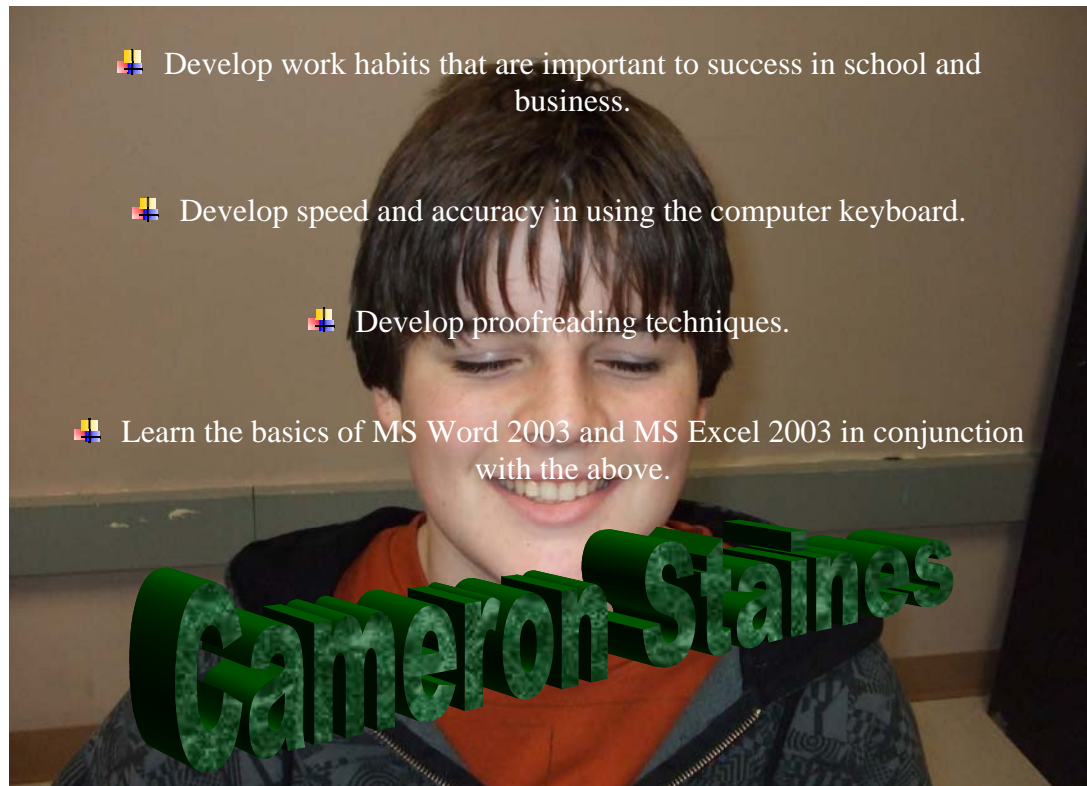 Develop work habits that are important to success in school and
business.
Develop speed and accuracy in using the computer keyboard.
Develop proofreading techniques.
Learn the basics of MS Word 2003 and MS Excel 2003 in conjunction
with the above.
Cameron Staines